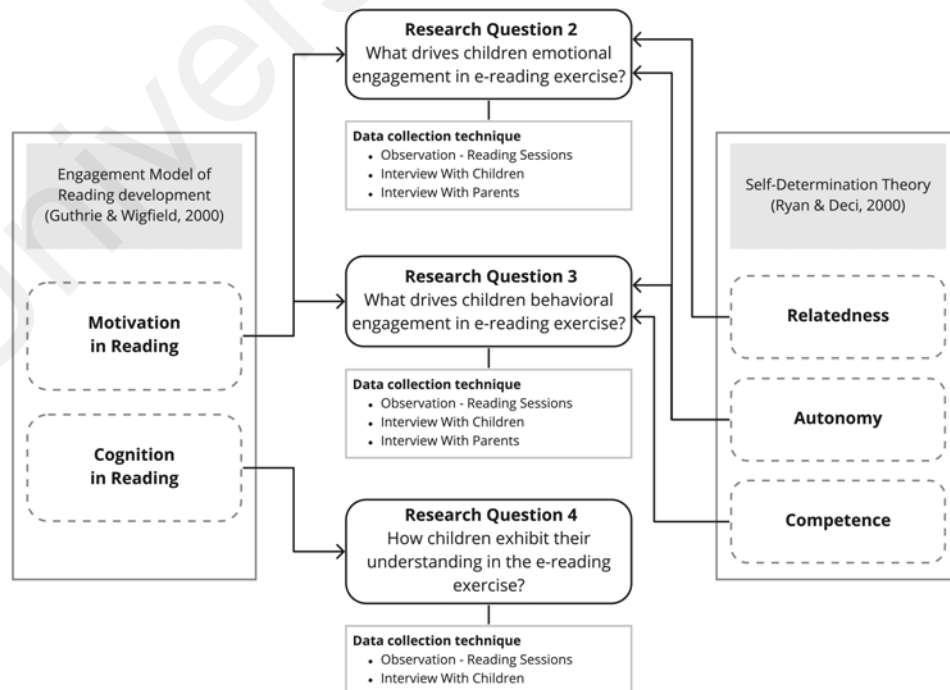 Univers
Research Question 2
What drives children emotional
engagement in e-reading exercise?
Data collection technique
• Observation - Reading Sessions
• Interview With Children
• Interview With Parents
Engagement Model of
Reading development
(Guthrie & Wigfield, 2000)
Motivation
in Reading
Cognition
in Reading
Research Question 3
What drives children behavioral
engagement in e-reading exercise?
Data collection technique
• Observation - Reading Sessions
• Interview With Children
• Interview With Parents
Research Question 4
How children exhibit their
understanding in the e-reading
exercise?
Data collection technique
• Observation - Reading Sessions
• Interview With Children
Self-Determination Theory
(Ryan & Deci, 2000)
Relatedness
Autonomy
Competence